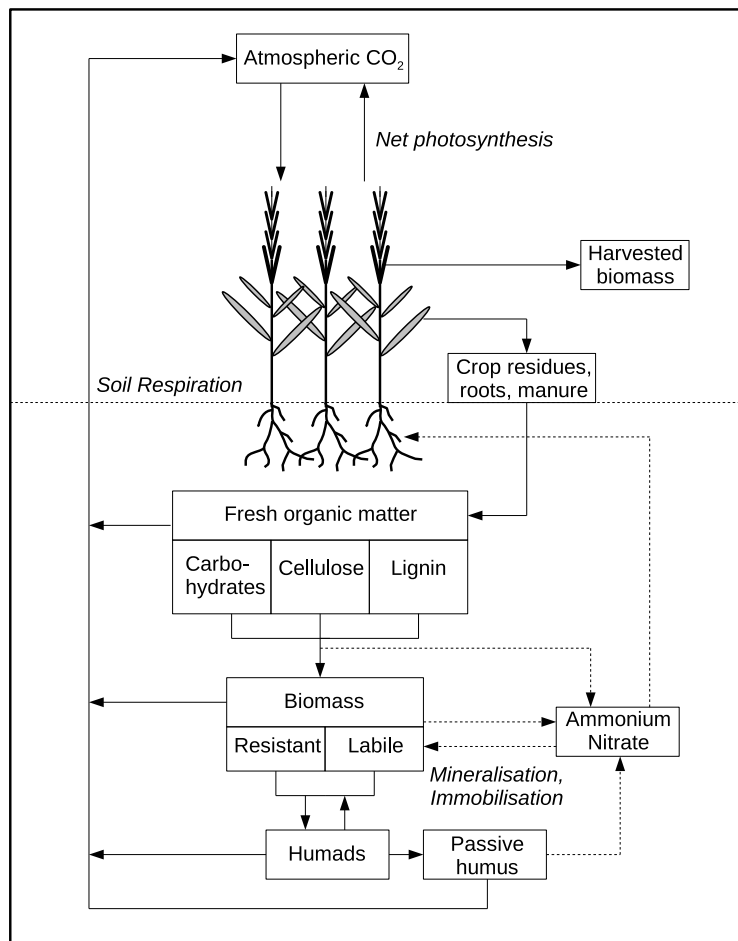 Atmospheric CO₂
Net photosynthesis
Harvested
biomass
Crop residues,
roots, manure
Soil Respiration
Fresh organic matter
Carbo-
hydrates
Cellulose
Lignin
Biomass
Resistant
Labile
Ammonium
Nitrate
Mineralisation,
Immobilisation
Humads
Passive
humus